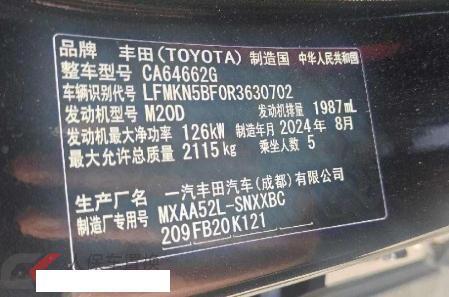 品牌 丰田(TOYOTA) 制造国 中华人民共和国
整车型号 CA64662G
车辆识别代号 LFMKN5BF0R3630702
发动机型号 M20D 发动机排量 1987mL
发动机最大净功率 126kW 制造年月 2024年 8月
最大允许总质量 2115kg 乘坐人数 5
生产厂名 一汽丰田汽车(成都)有限公司
制造厂专用号 MXAA52L-SNXXBC
209FB20K121